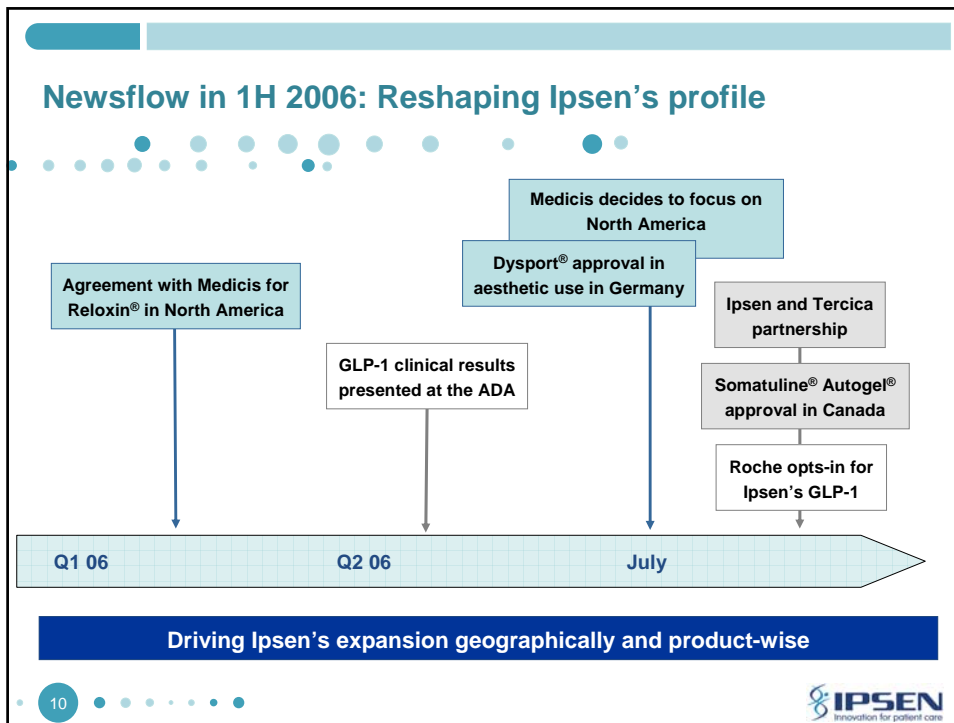 Newsflow in 1H 2006: Reshaping Ipsen's profile
Medicis decides to focus on
North America
Dysport® approval in
aesthetic use in Germany
Agreement with Medicis for
Reloxin® in North America
Ipsen and Tercica
partnership
GLP-1 clinical results
presented at the ADA
Somatuline® Autogel®
approval in Canada
Roche opts-in for
Ipsen's GLP-1
Q1 06
Q2 06
July
Driving Ipsen's expansion geographically and product-wise
10
IPSEN
Innovation for patient care